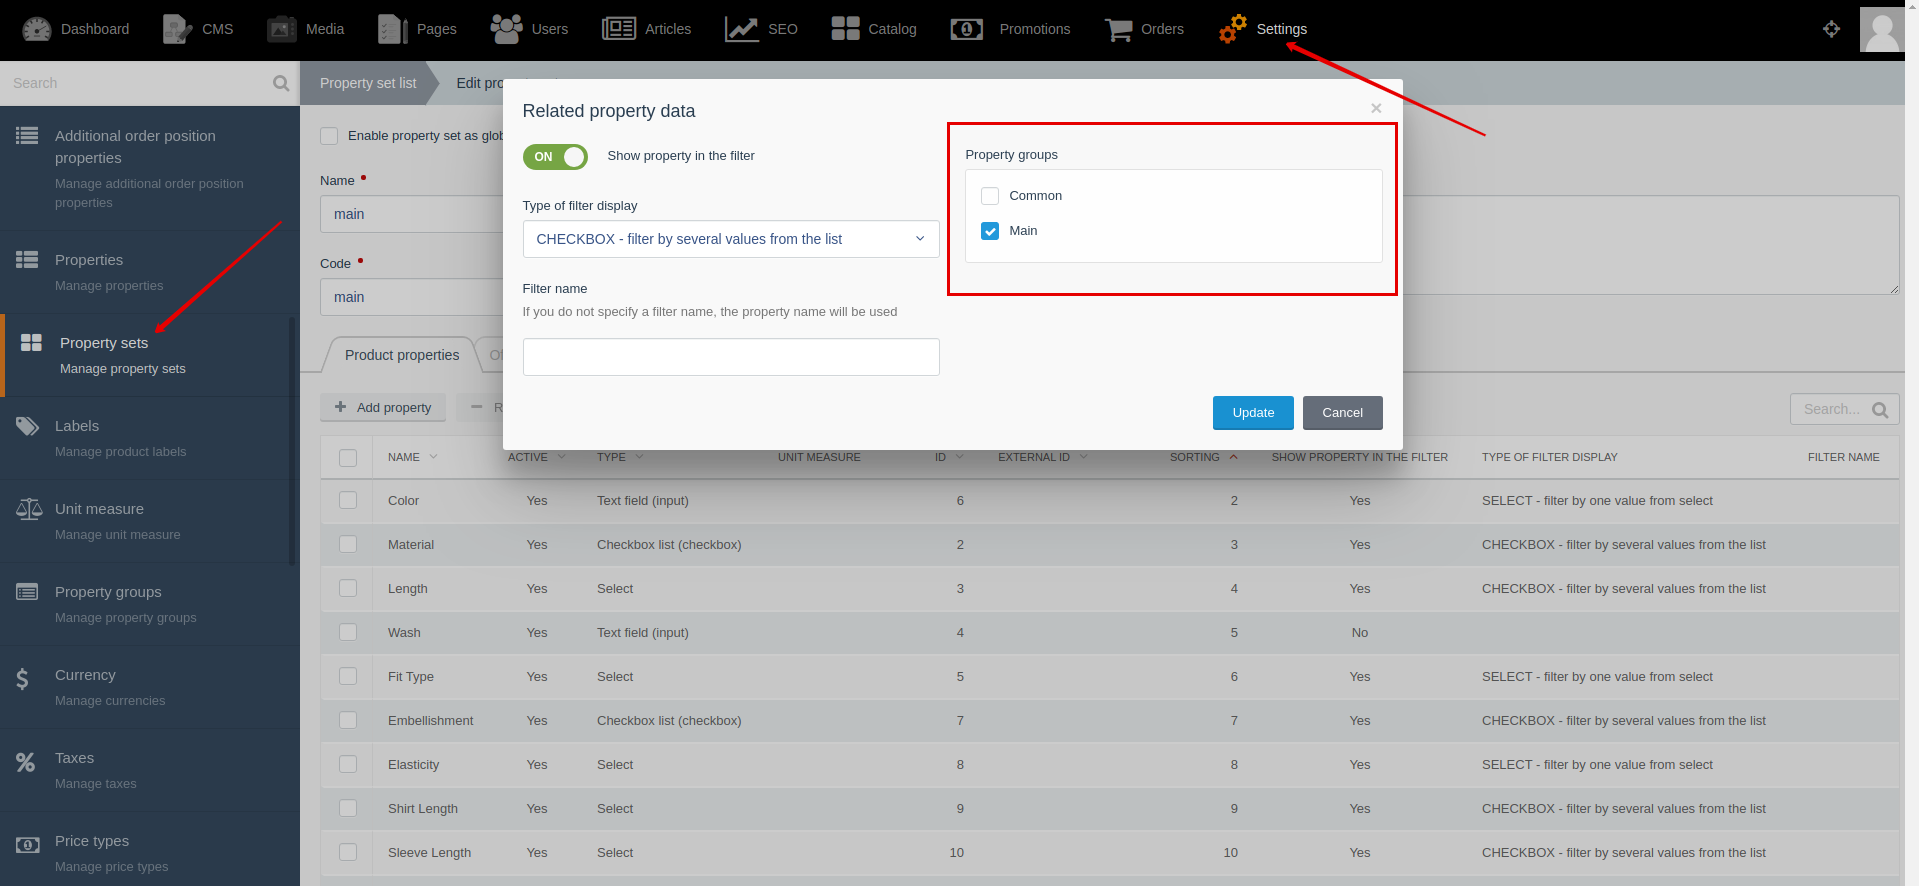 Dashboard CMS Media Pages Users Articles SEO Catalog Promotions Orders Settings
Search
Additional order position
properties
Manage additional order position
properties
Properties
Manage properties
Property sets
Manage property sets
Labels
Manage product labels
Unit measure
Manage unit measure
Property groups
Manage property groups
Currency
Manage currencies
Taxes
Manage taxes
Price types
Manage price types
Property set list Edit pro
Enable property set as glob
Name
main
Code
main
Product properties
Add property
Search...
Related property data
×
ON Show property in the filter
Type of filter display
CHECKBOX - filter by several values from the list
Filter name
If you do not specify a filter name, the property name will be used
Property groups
Common
Main
Update Cancel
NAME ACTIVE TYPE UNIT MEASURE ID EXTERNAL ID SORTING SHOW PROPERTY IN THE FILTER TYPE OF FILTER DISPLAY FILTER NAME
Color Yes Text field (input) 6 2 Yes SELECT - filter by one value from select
Material Yes Checkbox list (checkbox) 2 3 Yes CHECKBOX - filter by several values from the list
Length Yes Select 3 4 Yes CHECKBOX - filter by several values from the list
Wash Yes Text field (input) 4 5 No
Fit Type Yes Select 5 6 Yes SELECT - filter by one value from select
Embellishment Yes Checkbox list (checkbox) 7 7 Yes CHECKBOX - filter by several values from the list
Elasticity Yes Select 8 8 Yes SELECT - filter by one value from select
Shirt Length Yes Select 9 9 Yes CHECKBOX - filter by several values from the list
Sleeve Length Yes Select 10 10 Yes CHECKBOX - filter by several values from the list